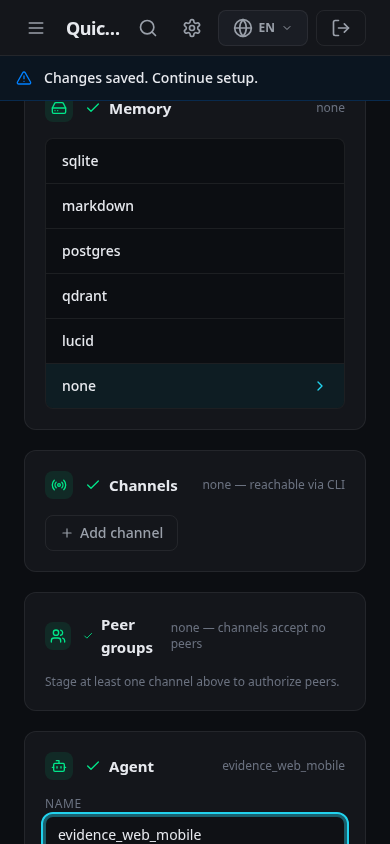 Quic...
EN
Changes saved. Continue setup.
Memory
none
sqlite
markdown
postgres
qdrant
lucid
none
Channels
none — reachable via CLI
+ Add channel
Peer groups
none — channels accept no peers
Stage at least one channel above to authorize peers.
Agent
evidence_web_mobile
NAME
evidence_web_mobile